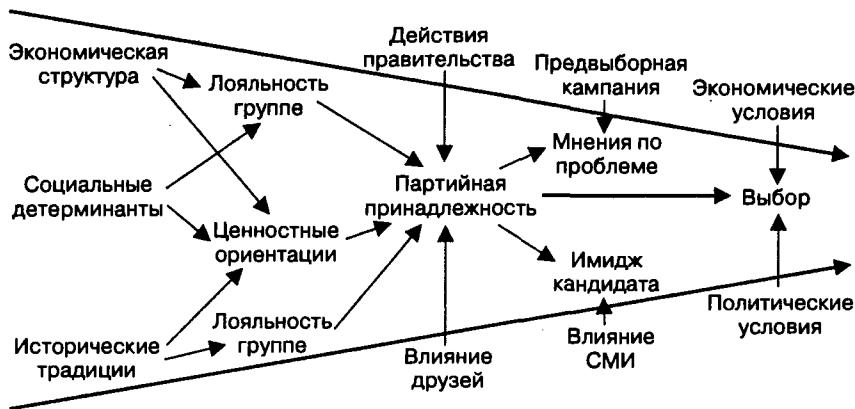 Экономическая
структура
Лояльность
группе
Действия
правительства
Предвыборная
кампания
Экономические
условия
Мнения по
проблеме
Социальные
детерминанты
Партийная
принадлежность
Выбор
Ценностные
ориентации
Имидж
кандидата
Исторические
традиции
Лояльность
группе
Влияние
друзей
Влияние
СМИ
Политические
условия